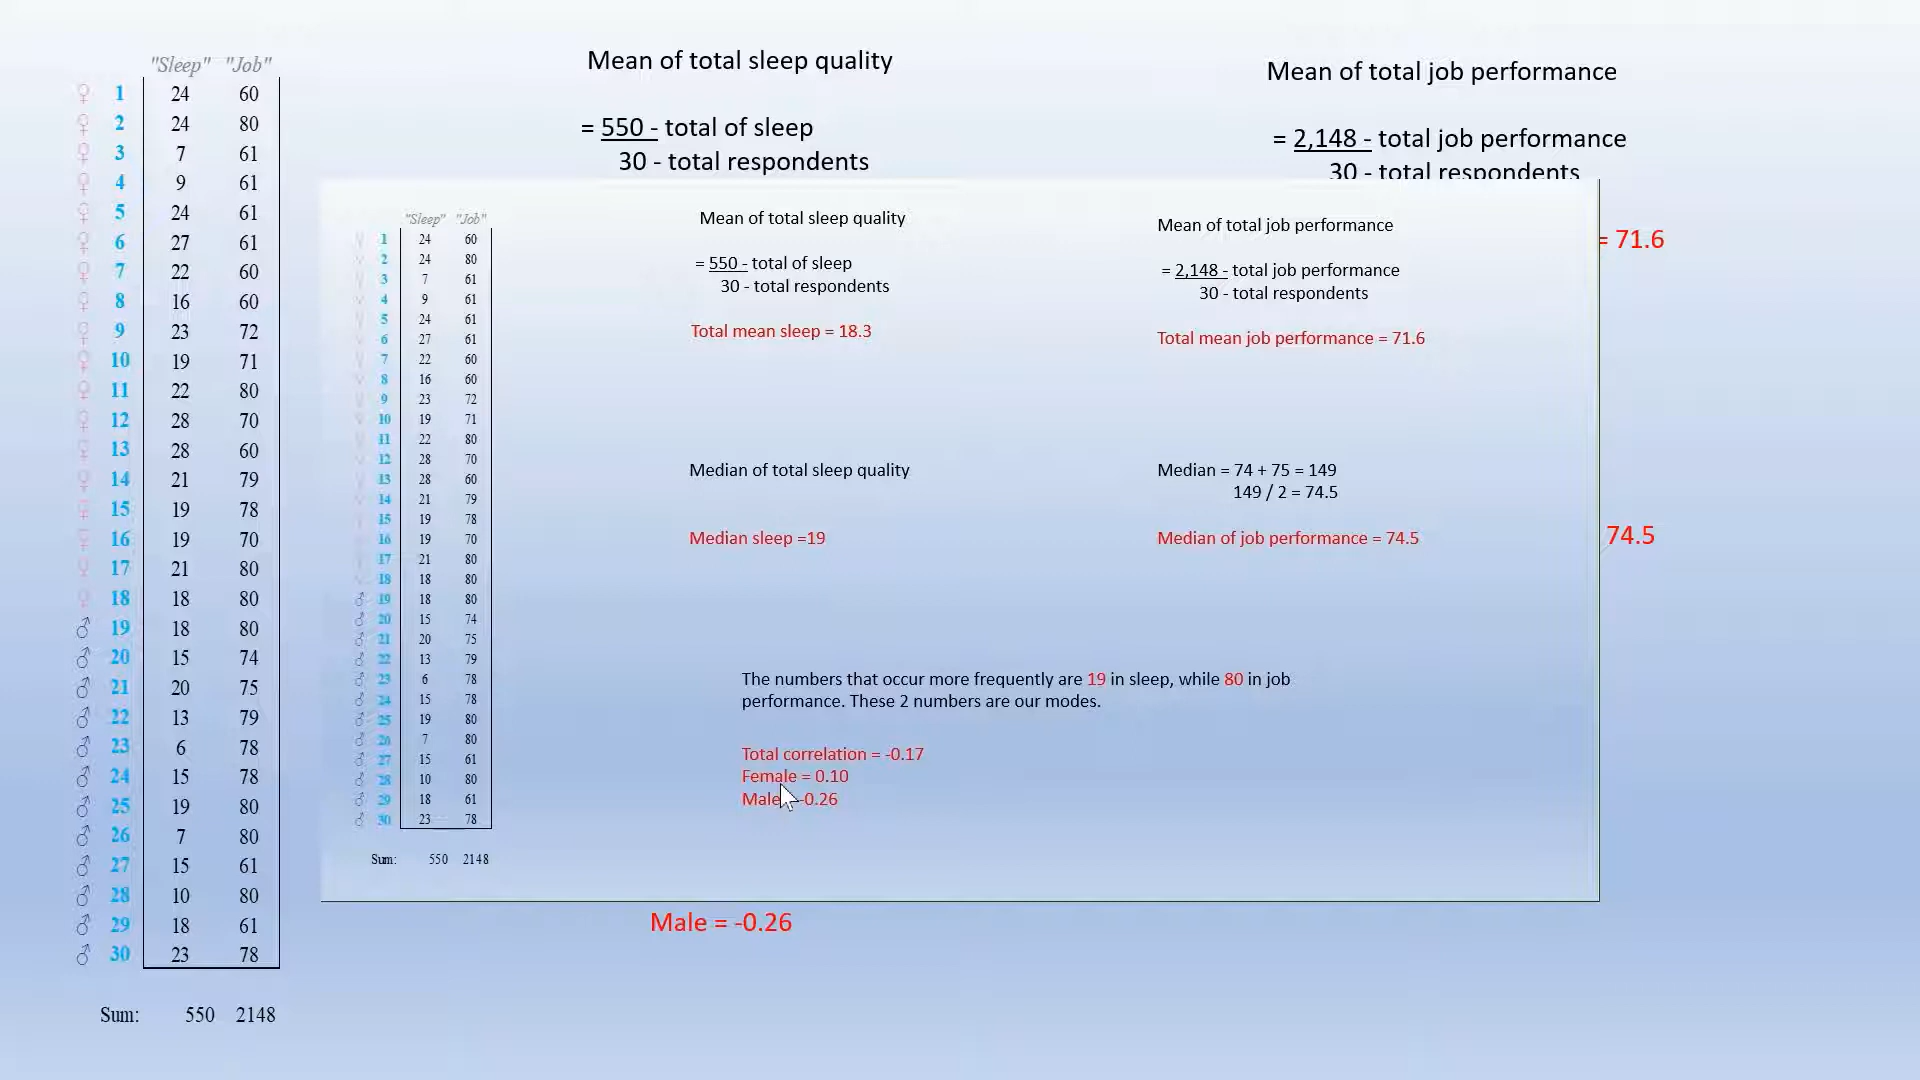 "Sleep" "Job"
♀ 1 24 60
♀ 2 24 80
♀ 3 7 61
♀ 4 9 61
♀ 5 24 61
♀ 6 27 61
♀ 7 22 60
♀ 8 16 60
♀ 9 23 72
♀ 10 19 71
♀ 11 22 80
♀ 12 28 70
♀ 13 28 60
♀ 14 21 79
♀ 15 19 78
♀ 16 19 70
♀ 17 21 80
♀ 18 18 80
♂ 19 18 80
♂ 20 15 74
♂ 21 20 75
♂ 22 13 79
♂ 23 6 78
♂ 24 15 78
♂ 25 19 80
♂ 26 7 80
♂ 27 15 61
♂ 28 10 80
♂ 29 18 61
♂ 30 23 78
Sum: 550 2148
Mean of total sleep quality
= 550 - total of sleep
30 - total respondents
Mean of total job performance
= 2,148 - total job performance
30 - total respondents
= 71.6
74.5
Male = -0.26
"Sleep" "Job"
♀ 1 24 60
♀ 2 24 80
♀ 3 7 61
♀ 4 9 61
♀ 5 24 61
♀ 6 27 61
♀ 7 22 60
♀ 8 16 60
♀ 9 23 72
♀ 10 19 71
♀ 11 22 80
♀ 12 28 70
♀ 13 28 60
♀ 14 21 79
♀ 15 19 78
♀ 16 19 70
♀ 17 21 80
♀ 18 18 80
♂ 19 18 80
♂ 20 15 74
♂ 21 20 75
♂ 22 13 79
♂ 23 6 78
♂ 24 15 78
♂ 25 19 80
♂ 26 7 80
♂ 27 15 61
♂ 28 10 80
♂ 29 18 61
♂ 30 23 78
Sum: 550 2148
Mean of total sleep quality
= 550 - total of sleep
30 - total respondents
Total mean sleep = 18.3
Mean of total job performance
= 2,148 - total job performance
30 - total respondents
Total mean job performance = 71.6
Median of total sleep quality
Median sleep =19
Median = 74 + 75 = 149
149 / 2 = 74.5
Median of job performance = 74.5
The numbers that occur more frequently are 19 in sleep, while 80 in job
performance. These 2 numbers are our modes.
Total correlation = -0.17
Female = 0.10
Male -0.26